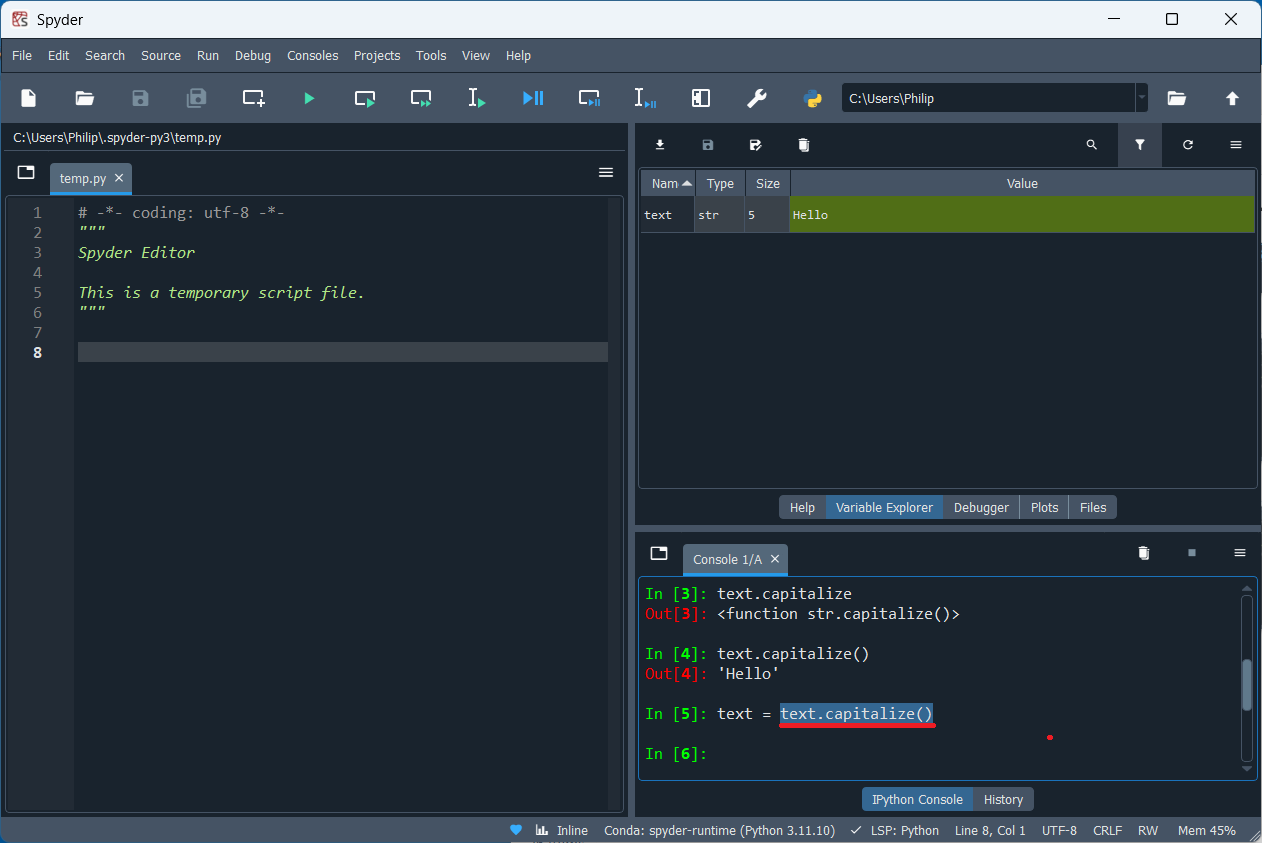 Spyder
File Edit Search Source Run Debug Consoles Projects Tools View Help
C:\Users\Philip
C:\Users\Philip\.spyder-py3\temp.py
temp.py
1 # -*- coding: utf-8 -*-
2 """
3 Spyder Editor
4
5 This is a temporary script file.
6 """
7
8
Nam Type Size Value
text str 5 Hello
Help Variable Explorer Debugger Plots Files
Console 1/A
In [3]: text.capitalize
Out[3]: <function str.capitalize()>
In [4]: text.capitalize()
Out[4]: 'Hello'
In [5]: text = text.capitalize()
In [6]:
IPython Console History
Inline Conda: spyder-runtime (Python 3.11.10) LSP: Python Line 8, Col 1 UTF-8 CRLF RW Mem 45%